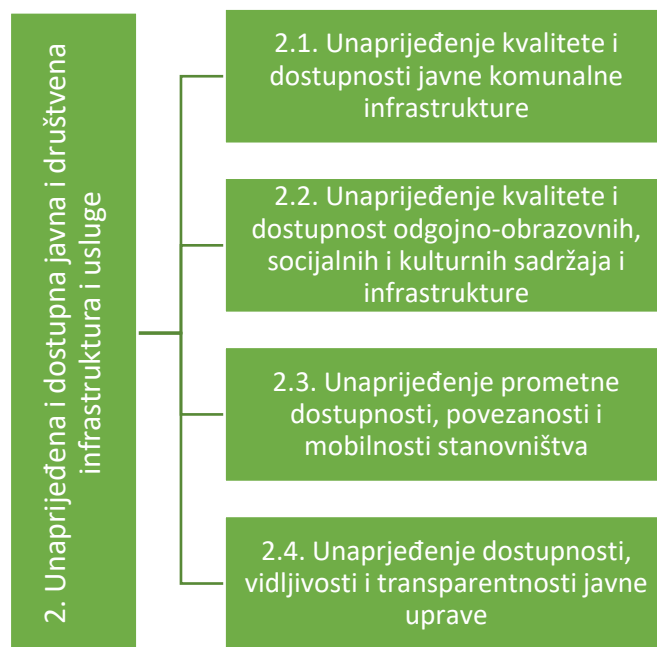 2. Unaprijeđena i dostupna javna i društvena
infrastruktura i usluge
2.1. Unaprijeđenje kvalitete i
dostupnosti javne komunalne
infrastrukture
2.2. Unaprijeđenje kvalitete i
dostupnost odgojno-obrazovnih,
socijalnih i kulturnih sadržaja i
infrastrukture
2.3. Unaprijeđenje prometne
dostupnosti, povezanosti i
mobilnosti stanovništva
2.4. Unaprjeđenje dostupnosti,
vidljivosti i transparentnosti javne
uprave